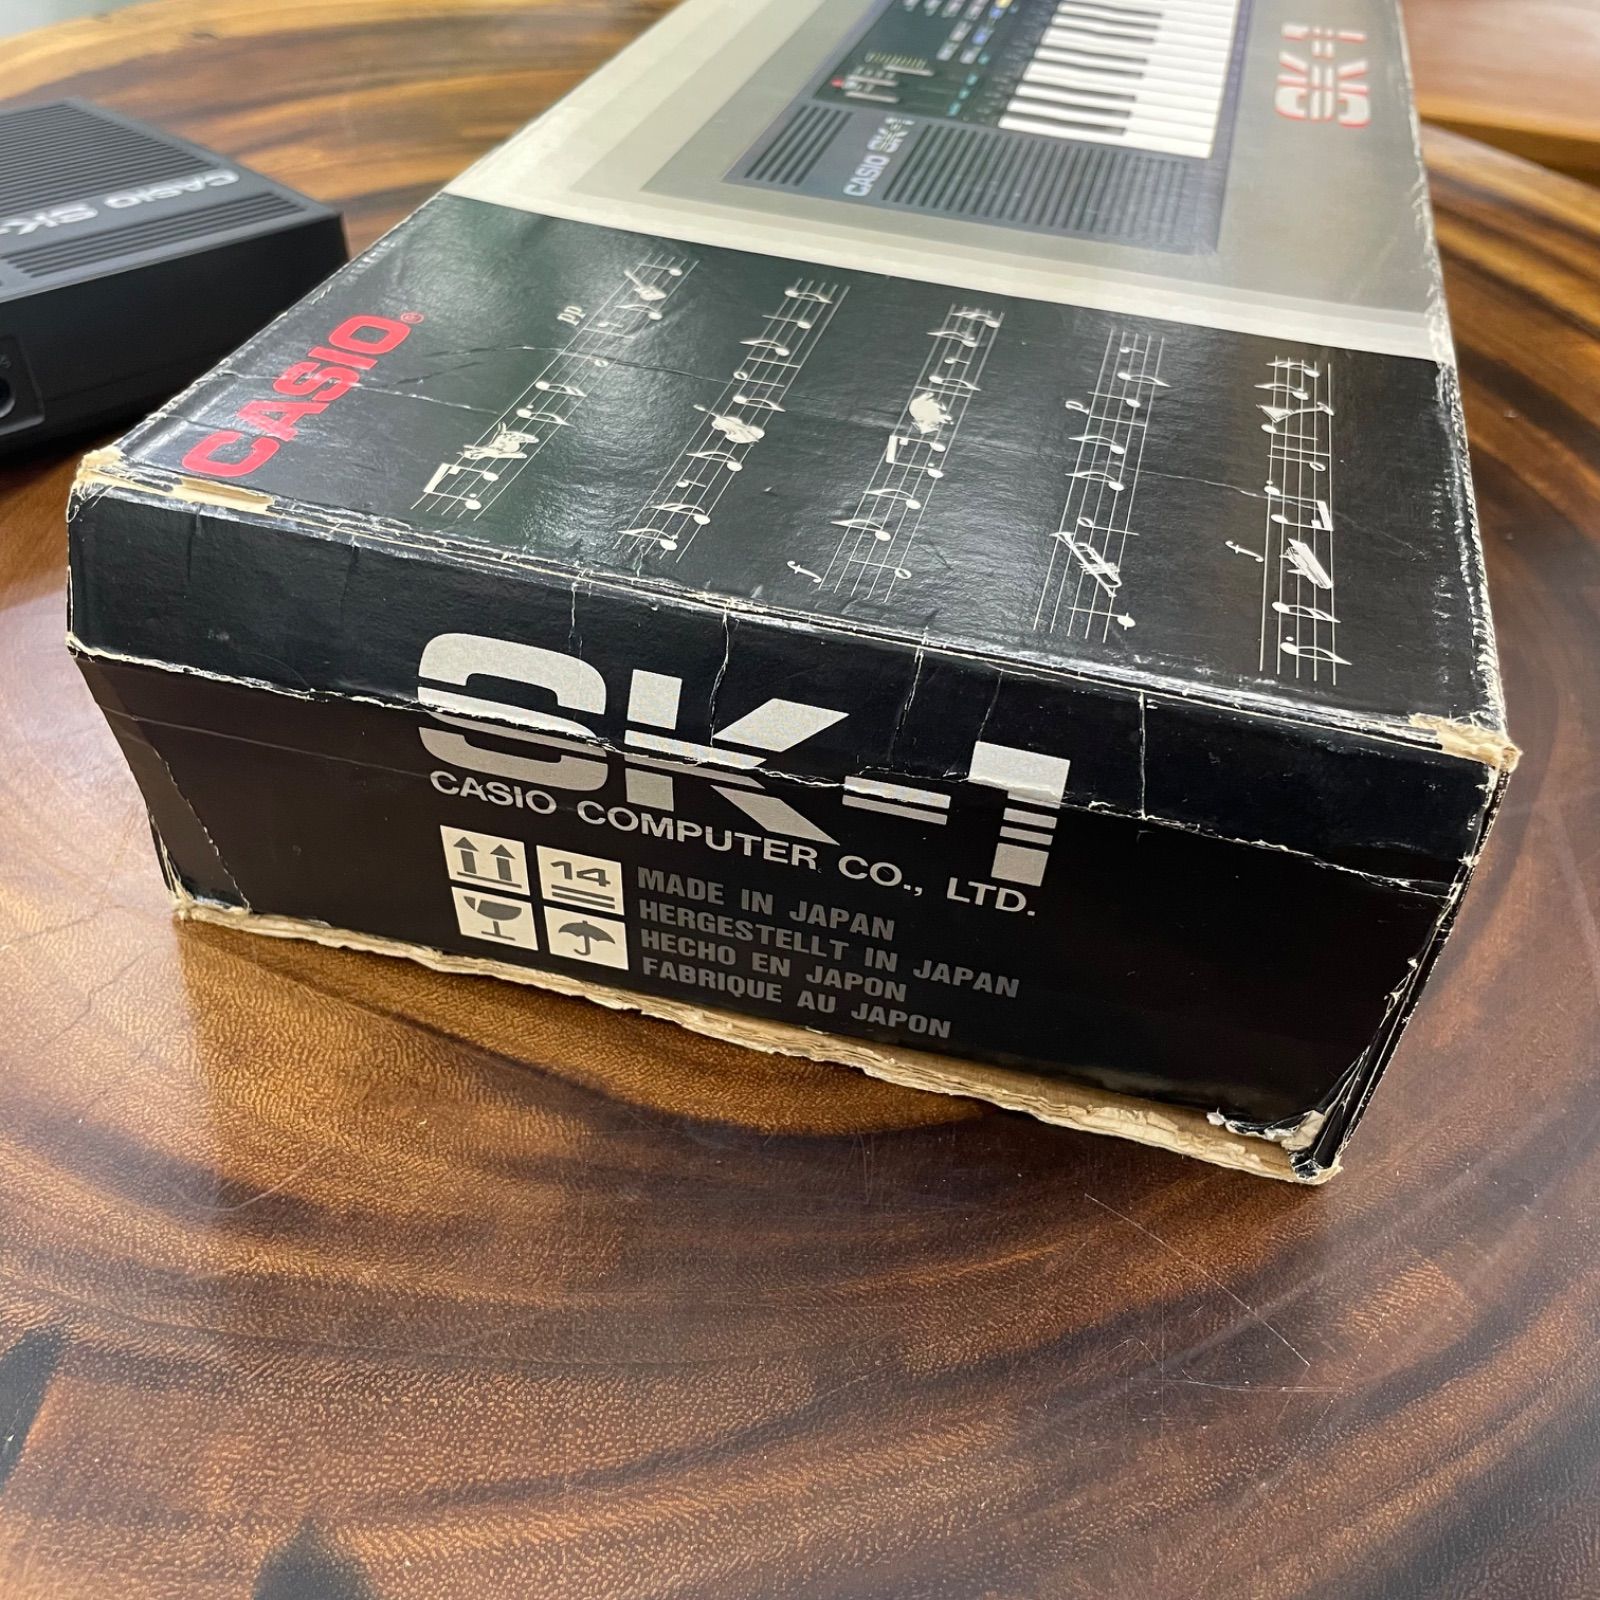 SK-1
CASIO SK-1
CASIO SK-
CASIO®
pp
p
f
f
SK-1
CASIO COMPUTER CO., LTD.
14
MADE IN JAPAN
HERGESTELLT IN JAPAN
HECHO EN JAPON
FABRIQUE AU JAPON